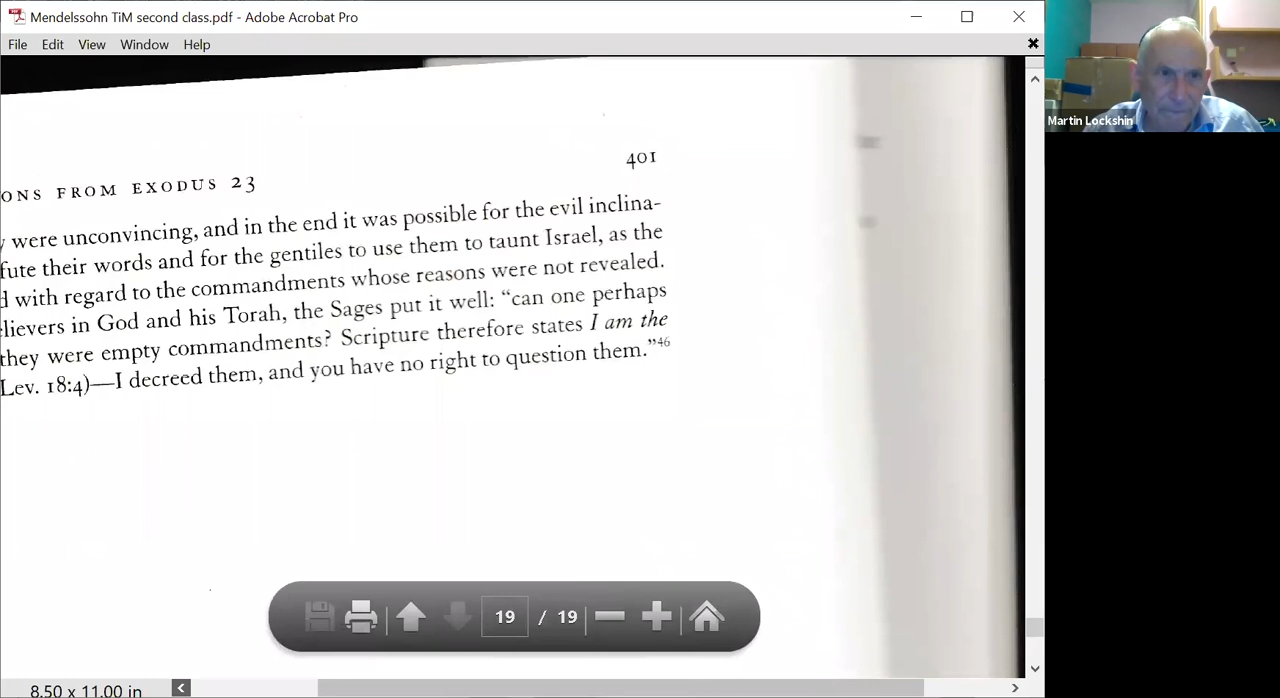 Mendelssohn TiM second class.pdf - Adobe Acrobat Pro
File Edit View Window Help
Martin Lockshin
401
ONS FROM EXODUS 23
were unconvincing, and in the end it was possible for the evil inclina-
fute their words and for the gentiles to use them to taunt Israel, as the
d with regard to the commandments whose reasons were not revealed.
lievers in God and his Torah, the Sages put it well: “can one perhaps
they were empty commandments? Scripture therefore states I am the
Lev. 18:4)—I decreed them, and you have no right to question them.”46
19 / 19
8.50 x 11.00 in